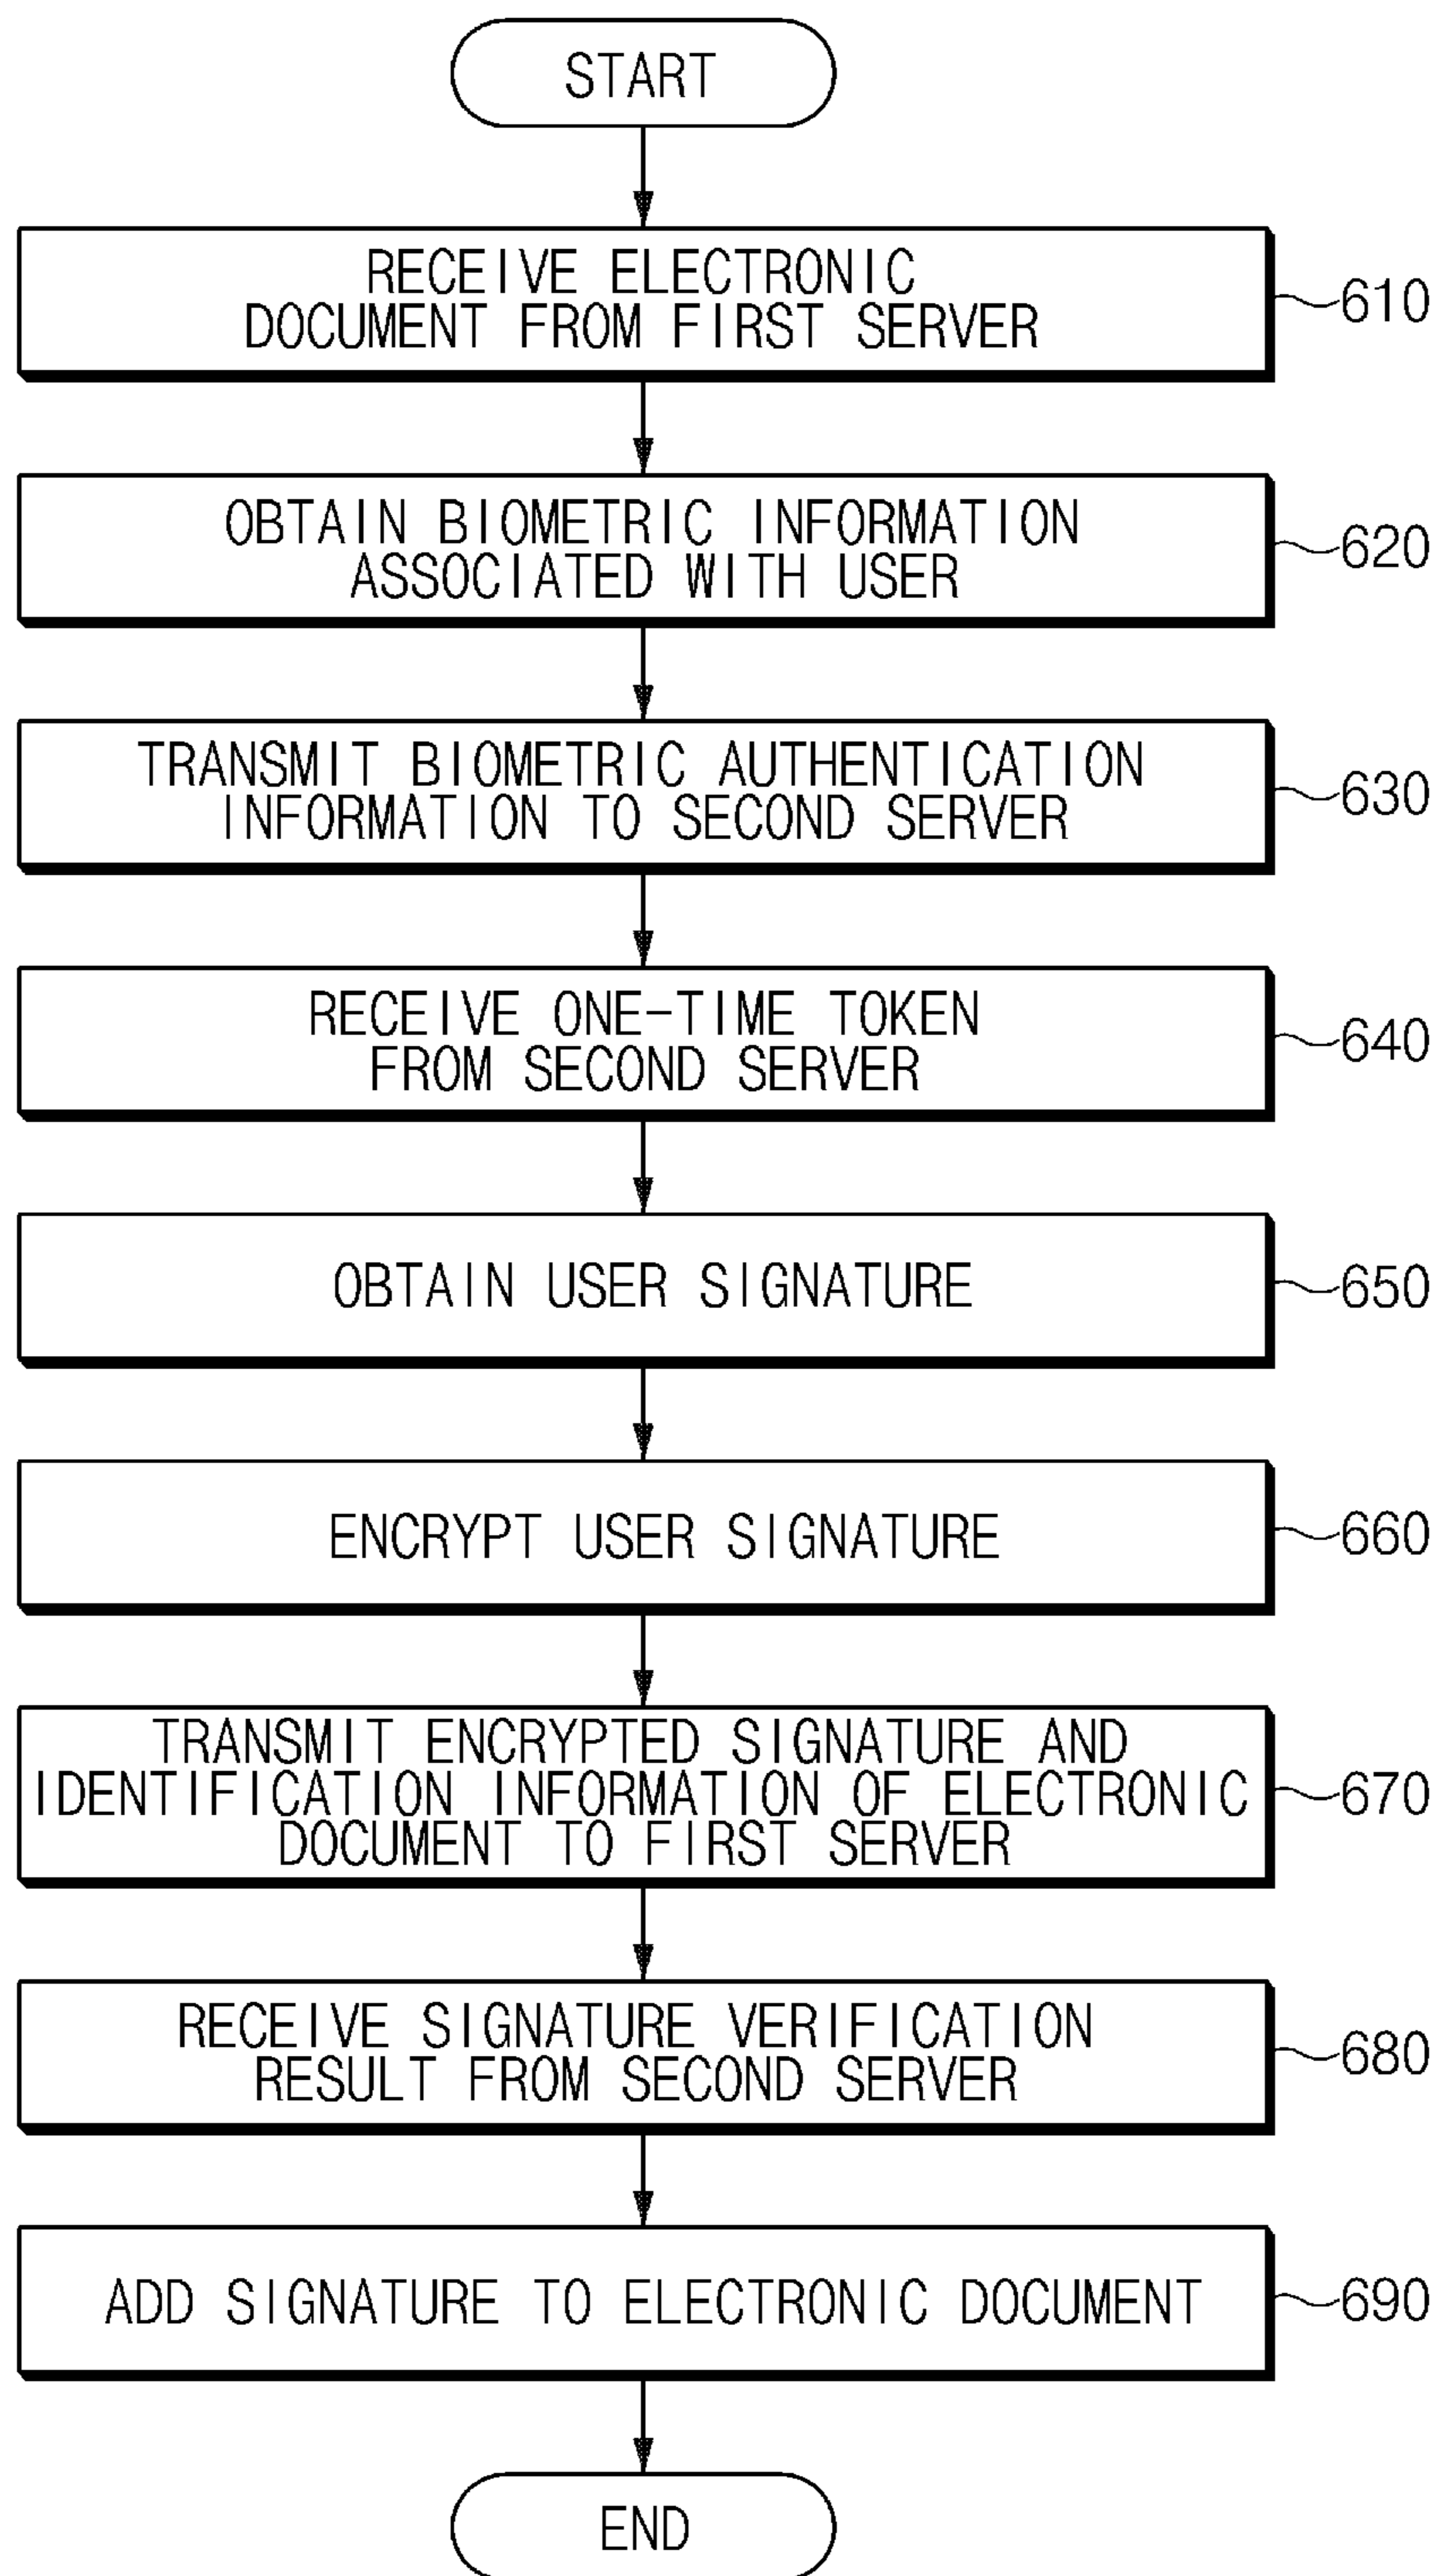 START
RECEIVE ELECTRONIC
DOCUMENT FROM FIRST SERVER
610
OBTAIN BIOMETRIC INFORMATION
ASSOCIATED WITH USER
620
TRANSMIT BIOMETRIC AUTHENTICATION
INFORMATION TO SECOND SERVER
630
RECEIVE ONE-TIME TOKEN
FROM SECOND SERVER
640
OBTAIN USER SIGNATURE
650
ENCRYPT USER SIGNATURE
660
TRANSMIT ENCRYPTED SIGNATURE AND
IDENTIFICATION INFORMATION OF ELECTRONIC
DOCUMENT TO FIRST SERVER
670
RECEIVE SIGNATURE VERIFICATION
RESULT FROM SECOND SERVER
680
ADD SIGNATURE TO ELECTRONIC DOCUMENT
690
END